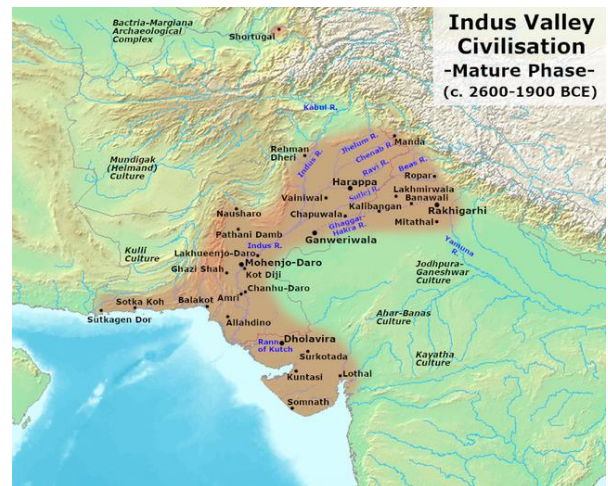 Indus Valley
Civilisation
-Mature Phase-
(c. 2600-1900 BCE)
Bactria-Margiana
Archaeological
Complex
Shortugai
Kabul R.
Rehman
Dheri
Indus R.
Jhelum R.
Manda
Chenab R.
Ravi R.
Beas R.
Mundigak
(Helmand)
Culture
Harappa
Sutlej R.
Ropar
Lakhmirwala
Banawali
Vainiwal
Kalibangan
Rakhigarhi
Chapuwala
Mitathal
Nausharo
Ghaggar-
Hakra R.
Pathani Damb
Ganweriwala
Yamuna
R.
Kulli
Culture
Indus R.
Lakhueenjo-Daro
Mohenjo-Daro
Ghazi Shah
Kot Diji
Jodhpura-
Ganeshwar
Culture
Chanhu-Daro
Sotka Koh
Balakot
Amri
Sutkagen Dor
Allahdino
Ahar-Banas
Culture
Dholavira
Rann
of Kutch
Surkotada
Kayatha
Culture
Kuntasi
Lothal
Somnath